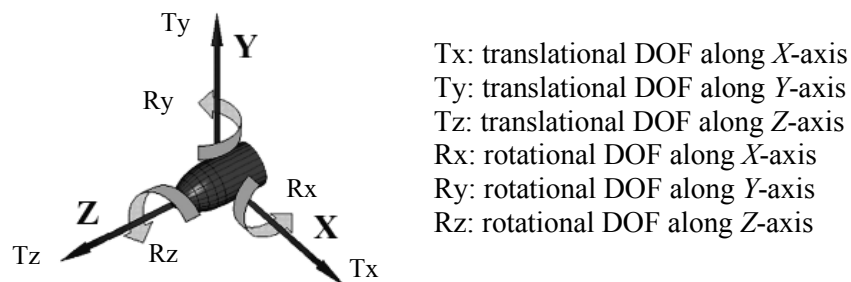 Ty
Y
Ry
Rx
Z
X
Tz
Rz
Tx
Tx: translational DOF along X-axis
Ty: translational DOF along Y-axis
Tz: translational DOF along Z-axis
Rx: rotational DOF along X-axis
Ry: rotational DOF along Y-axis
Rz: rotational DOF along Z-axis